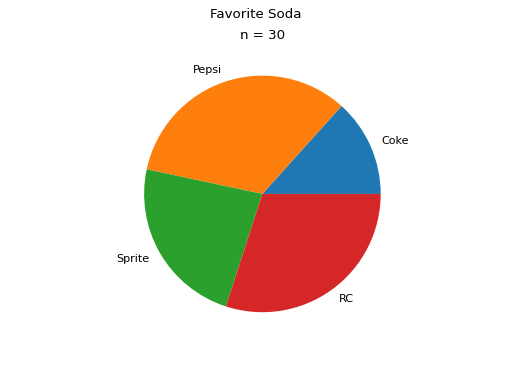 Favorite Soda
n = 30
Pepsi
Coke
Sprite
RC